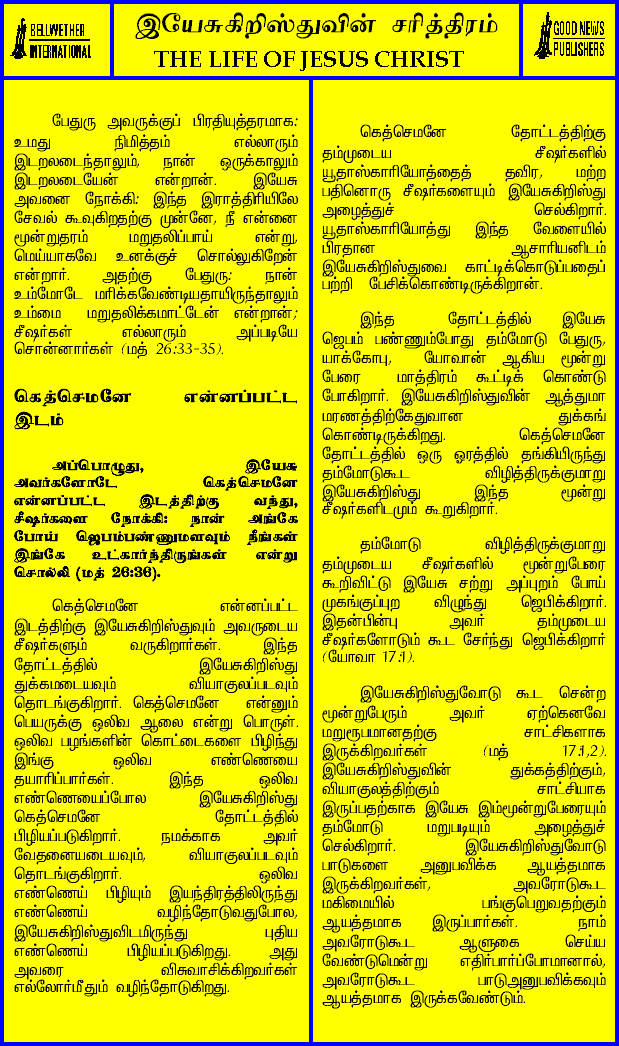 BELLWETHER
INTERNATIONAL
இயேசுகிறிஸ்துவின் சரித்திரம்
THE LIFE OF JESUS CHRIST
GOOD NEWS
PUBLISHERS
பேதுரு அவருக்குப் பிரதியுத்தரமாக:
உமது நிமித்தம் எல்லாரும்
இடறலடைந்தாலும், நான் ஒருக்காலும்
இடறலடையேன் என்றான். இயேசு
அவனை நோக்கி: இந்த இராத்திரியிலே
சேவல் கூவுகிறதற்கு முன்னே, நீ என்னை
மூன்றுதரம் மறுதலிப்பாய் என்று,
மெய்யாகவே உனக்குச் சொல்லுகிறேன்
என்றார். அதற்கு பேதுரு: நான்
உம்மோடே மரிக்கவேண்டியதாயிருந்தாலும்
உம்மை மறுதலிக்கமாட்டேன் என்றான்;
சீஷர்கள் எல்லாரும் அப்படியே
சொன்னார்கள் (மத் 26:33-35).
கெத்செமனே என்னப்பட்ட
இடம்
அப்பொழுது, இயேசு
அவர்களோடே கெத்செமனே
என்னப்பட்ட இடத்திற்கு வந்து,
சீஷர்களை நோக்கி: நான் அங்கே
போய் ஜெபம்பண்ணுமளவும் நீங்கள்
இங்கே உட்கார்ந்திருங்கள் என்று
சொல்லி (மத் 26:36).
கெத்செமனே என்னப்பட்ட
இடத்திற்கு இயேசுகிறிஸ்துவும் அவருடைய
சீஷர்களும் வருகிறார்கள். இந்த
தோட்டத்தில் இயேசுகிறிஸ்து
துக்கமடையவும் வியாகுலப்படவும்
தொடங்குகிறார். கெத்செமனே என்னும்
பெயருக்கு ஒலிவ ஆலை என்று பொருள்.
ஒலிவ பழங்களின் கொட்டைகளை பிழிந்து
இங்கு ஒலிவ எண்ணெயை
தயாரிப்பார்கள். இந்த ஒலிவ
எண்ணெயைப்போல இயேசுகிறிஸ்து
கெத்செமனே தோட்டத்தில்
பிழியப்படுகிறார். நமக்காக அவர்
வேதனையடையவும், வியாகுலப்படவும்
தொடங்குகிறார். ஒலிவ
எண்ணெய் பிழியும் இயந்திரத்திலிருந்து
எண்ணெய் வழிந்தோடுவதுபோல,
இயேசுகிறிஸ்துவிடமிருந்து புதிய
எண்ணெய் பிழியப்படுகிறது. அது
அவரை விசுவாசிக்கிறவர்கள்
எல்லோர்மீதும் வழிந்தோடுகிறது.
கெத்செமனே தோட்டத்திற்கு
தம்முடைய சீஷர்களில்
யூதாஸ்காரியோத்தைத் தவிர, மற்ற
பதினொரு சீஷர்களையும் இயேசுகிறிஸ்து
அழைத்துச் செல்கிறார்.
யூதாஸ்காரியோத்து இந்த வேளையில்
பிரதான ஆசாரியனிடம்
இயேசுகிறிஸ்துவை காட்டிக்கொடுப்பதைப்
பற்றி பேசிக்கொண்டிருக்கிறான்.
இந்த தோட்டத்தில் இயேசு
ஜெபம் பண்ணும்போது தம்மோடு பேதுரு,
யாக்கோபு, யோவான் ஆகிய மூன்று
பேரை மாத்திரம் கூட்டிக் கொண்டு
போகிறார். இயேசுகிறிஸ்துவின் ஆத்துமா
மரணத்திற்கேதுவான துக்கங்
கொண்டிருக்கிறது. கெத்செமனே
தோட்டத்தில் ஒரு ஓரத்தில் தங்கியிருந்து
தம்மோடுகூட விழித்திருக்குமாறு
இயேசுகிறிஸ்து இந்த மூன்று
சீஷர்களிடமும் கூறுகிறார்.
தம்மோடு விழித்திருக்குமாறு
தம்முடைய சீஷர்களில் மூன்றுபேரை
கூறிவிட்டு இயேசு சற்று அப்புறம் போய்
முகங்குப்புற விழுந்து ஜெபிக்கிறார்.
இதன்பின்பு அவர் தம்முடைய
சீஷர்களோடும் கூட சேர்ந்து ஜெபிக்கிறார்
(யோவா 17:1).
இயேசுகிறிஸ்துவோடு கூட சென்ற
மூன்றுபேரும் அவர் ஏற்கெனவே
மறுரூபமானதற்கு சாட்சிகளாக
இருக்கிறவர்கள் (மத் 17:1,2).
இயேசுகிறிஸ்துவின் துக்கத்திற்கும்,
வியாகுலத்திற்கும் சாட்சியாக
இருப்பதற்காக இயேசு இம்மூன்றுபேரையும்
தம்மோடு மறுபடியும் அழைத்துச்
செல்கிறார். இயேசுகிறிஸ்துவோடு
பாடுகளை அனுபவிக்க ஆயத்தமாக
இருக்கிறவர்கள், அவரோடுகூட
மகிமையில் பங்குபெறுவதற்கும்
ஆயத்தமாக இருப்பார்கள். நாம்
அவரோடுகூட ஆளுகை செய்ய
வேண்டுமென்று எதிர்பார்ப்போமானால்,
அவரோடுகூட பாடுஅனுபவிக்கவும்
ஆயத்தமாக இருக்கவேண்டும்.